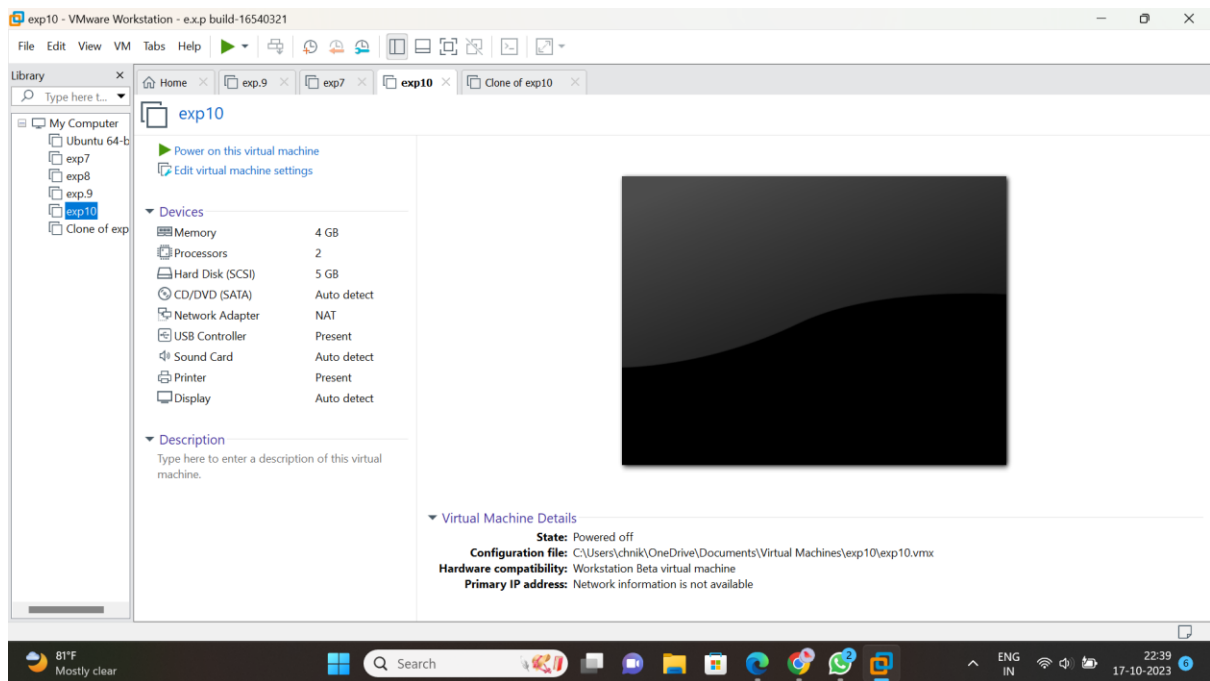 exp10 - VMware Workstation - e.x.p build-16540321
File Edit View VM Tabs Help
Library
Type here t...
My Computer
Ubuntu 64-b
exp7
exp8
exp.9
exp10
Clone of exp
Home exp.9 exp7 exp10 Clone of exp10
exp10
Power on this virtual machine
Edit virtual machine settings
Devices
Memory 4 GB
Processors 2
Hard Disk (SCSI) 5 GB
CD/DVD (SATA) Auto detect
Network Adapter NAT
USB Controller Present
Sound Card Auto detect
Printer Present
Display Auto detect
Description
Type here to enter a description of this virtual
machine.
Virtual Machine Details
State: Powered off
Configuration file: C:\Users\chnik\OneDrive\Documents\Virtual Machines\exp10\exp10.vmx
Hardware compatibility: Workstation Beta virtual machine
Primary IP address: Network information is not available
81°F
Mostly clear
Search
2
ENG
IN
22:39
17-10-2023
6